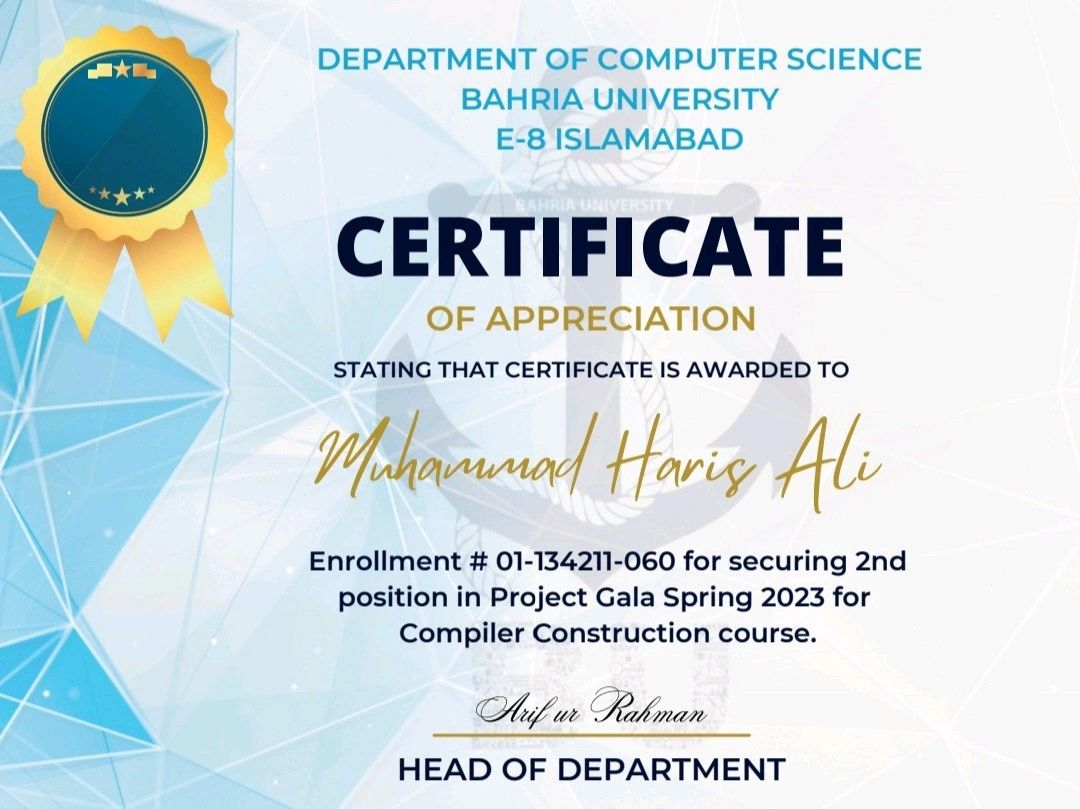 DEPARTMENT OF COMPUTER SCIENCE
BAHRIA UNIVERSITY
E-8 ISLAMABAD
BAHRIA UNIVERSITY
CERTIFICATE
OF APPRECIATION
STATING THAT CERTIFICATE IS AWARDED TO
Muhammad Haris Ali
Enrollment # 01-134211-060 for securing 2nd
position in Project Gala Spring 2023 for
Compiler Construction course.
Arif ur Rahman
HEAD OF DEPARTMENT